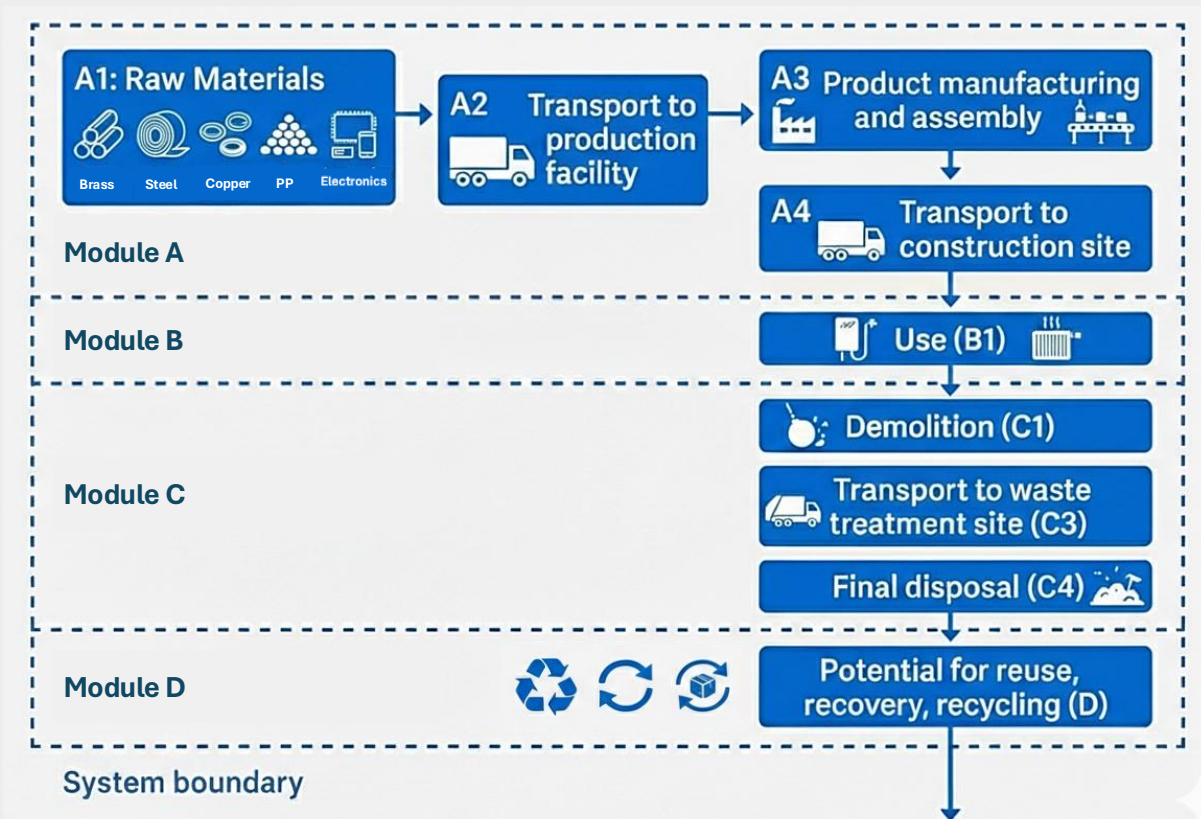 A1: Raw Materials
Brass Steel Copper PP Electronics
A2 Transport to
production
facility
A3 Product manufacturing
and assembly
A4 Transport to
construction site
Module A
Module B
Use (B1)
Module C
Demolition (C1)
Transport to waste
treatment site (C3)
Final disposal (C4)
Module D
Potential for reuse,
recovery, recycling (D)
System boundary